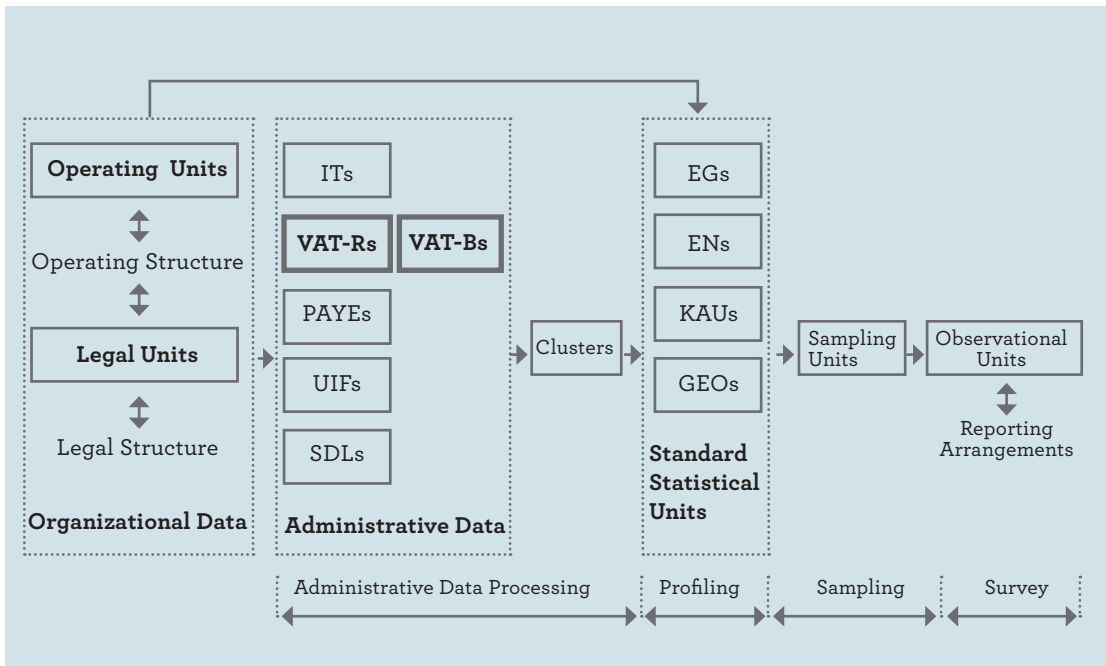 Operating Units
Operating Structure
Legal Units
Legal Structure
Organizational Data
ITs
VAT-Rs
VAT-Bs
PAYEs
UIFs
SDLs
Administrative Data
Clusters
EGs
ENs
KAUs
GEOs
Standard
Statistical
Units
Sampling
Units
Observational
Units
Reporting
Arrangements
Administrative Data Processing
Profiling
Sampling
Survey